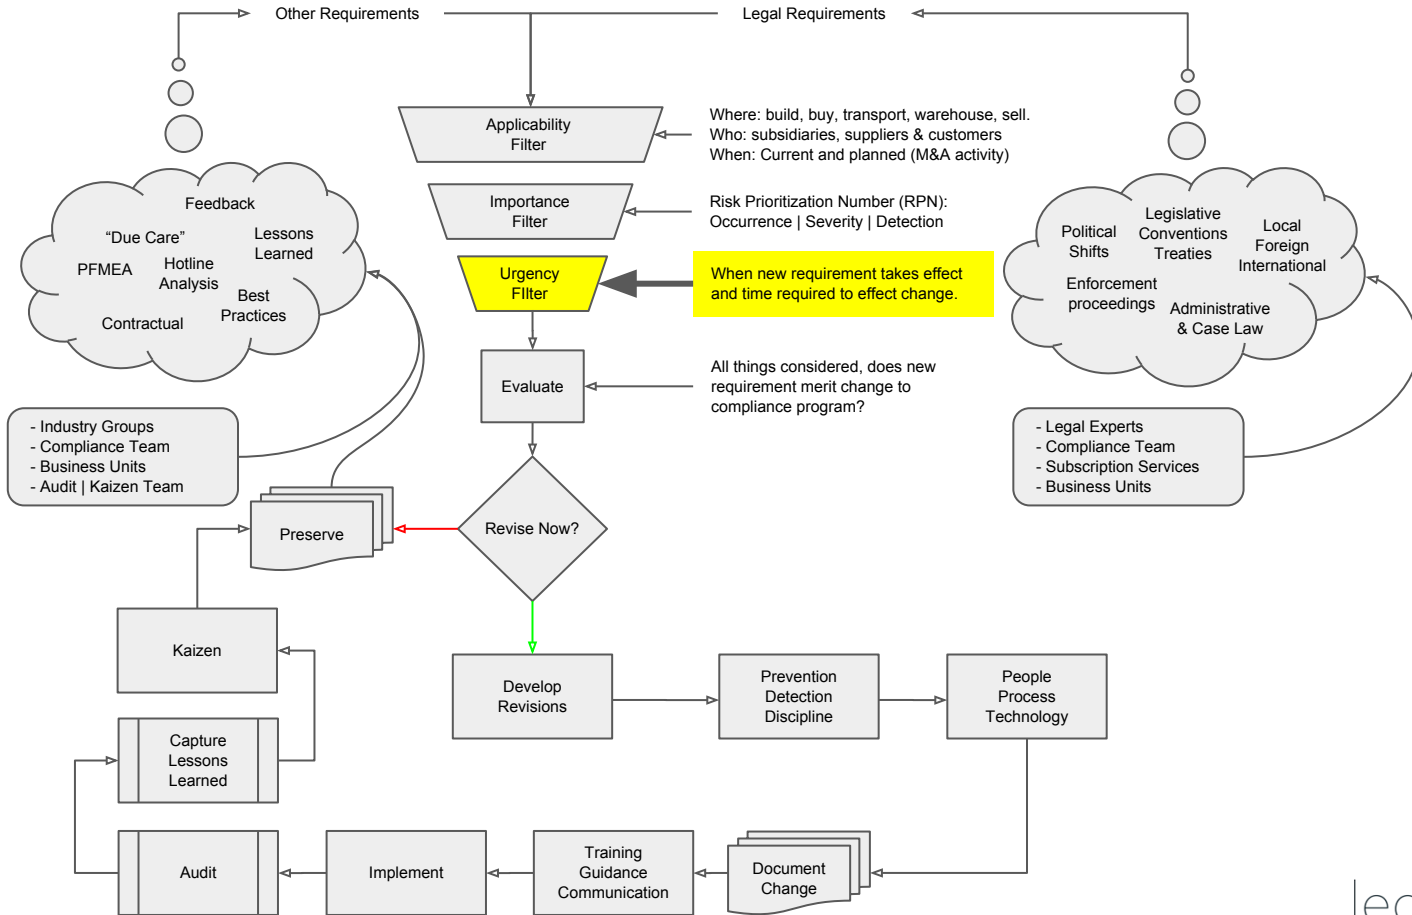 Other Requirements
Legal Requirements
Applicability
Filter
Where: build, buy, transport, warehouse, sell.
Who: subsidiaries, suppliers & customers
When: Current and planned (M&A activity)
Importance
Filter
Risk Prioritization Number (RPN):
Occurrence | Severity | Detection
Urgency
FIlter
When new requirement takes effect
and time required to effect change.
Feedback
“Due Care”
Lessons
Learned
PFMEA
Hotline
Analysis
Best
Practices
Contractual
Political
Shifts
Legislative
Conventions
Treaties
Local
Foreign
International
Enforcement
proceedings
Administrative
& Case Law
Evaluate
All things considered, does new
requirement merit change to
compliance program?
- Industry Groups
- Compliance Team
- Business Units
- Audit | Kaizen Team
- Legal Experts
- Compliance Team
- Subscription Services
- Business Units
Preserve
Revise Now?
Kaizen
Develop
Revisions
Prevention
Detection
Discipline
People
Process
Technology
Capture
Lessons
Learned
Audit
Implement
Training
Guidance
Communication
Document
Change